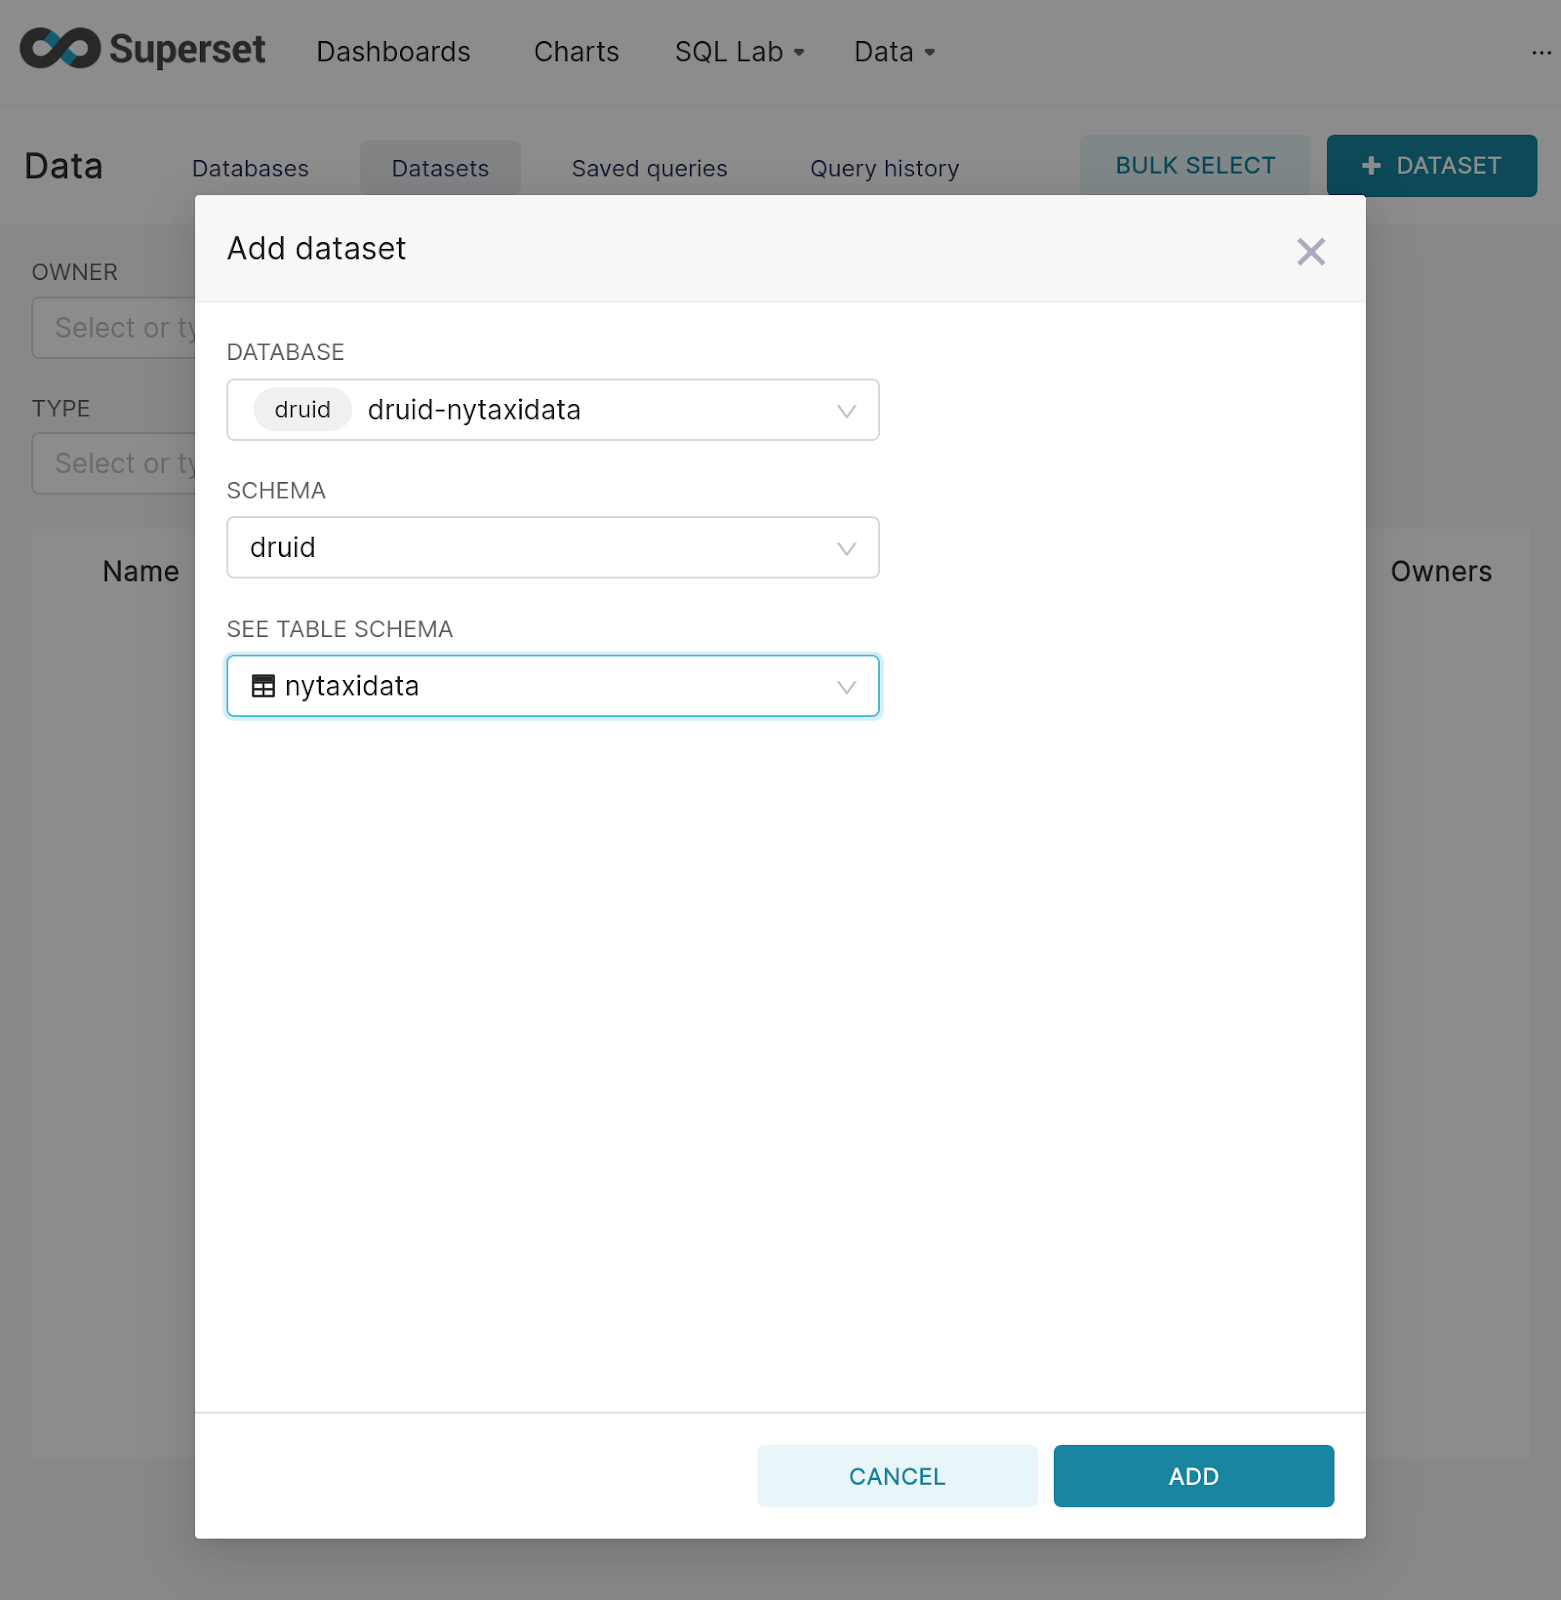 Superset Dashboards Charts SQL Lab Data ...
Data Databases Datasets Saved queries Query history BULK SELECT + DATASET
Add dataset
OWNER
Select or ty
DATABASE
druid druid-nytaxidata
TYPE
Select or ty
SCHEMA
druid
Name Owners
SEE TABLE SCHEMA
nytaxidata
CANCEL ADD